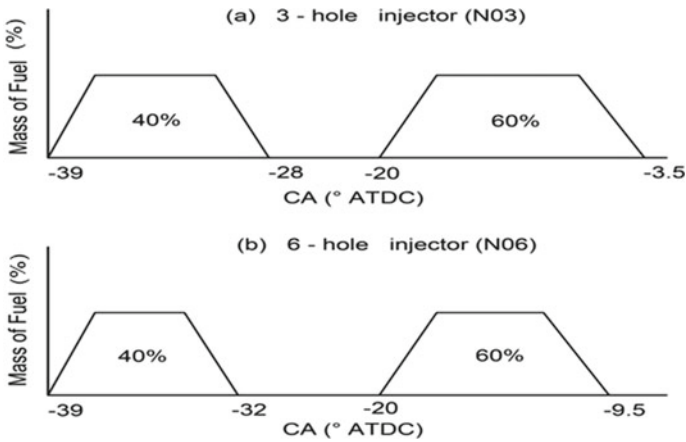 (a) 3 - hole injector (N03)
Mass of Fuel (%)
40%
60%
-39
-28
-20
-3.5
CA (° ATDC)
(b) 6 - hole injector (N06)
Mass of Fuel (%)
40%
60%
-39
-32
-20
-9.5
CA (° ATDC)